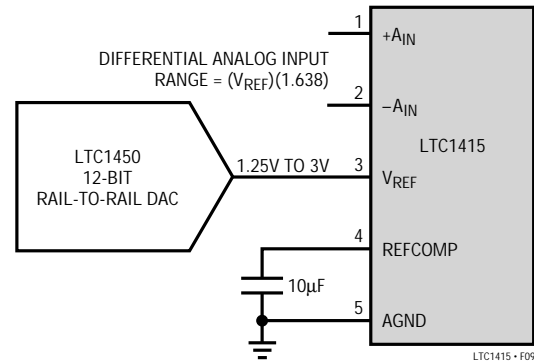 DIFFERENTIAL ANALOG INPUT
RANGE = (VREF)(1.638)
LTC1450
12-BIT
RAIL-TO-RAIL DAC
1.25V TO 3V
1
+AIN
2
–AIN
LTC1415
3
VREF
4
REFCOMP
10µF
5
AGND
LTC1415 • F09